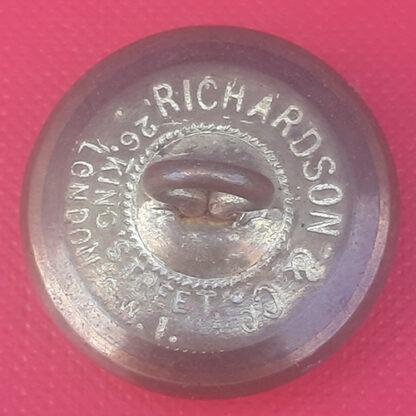 RICHARDSON & CO
26. KING STREET.
LONDON S.W.1.